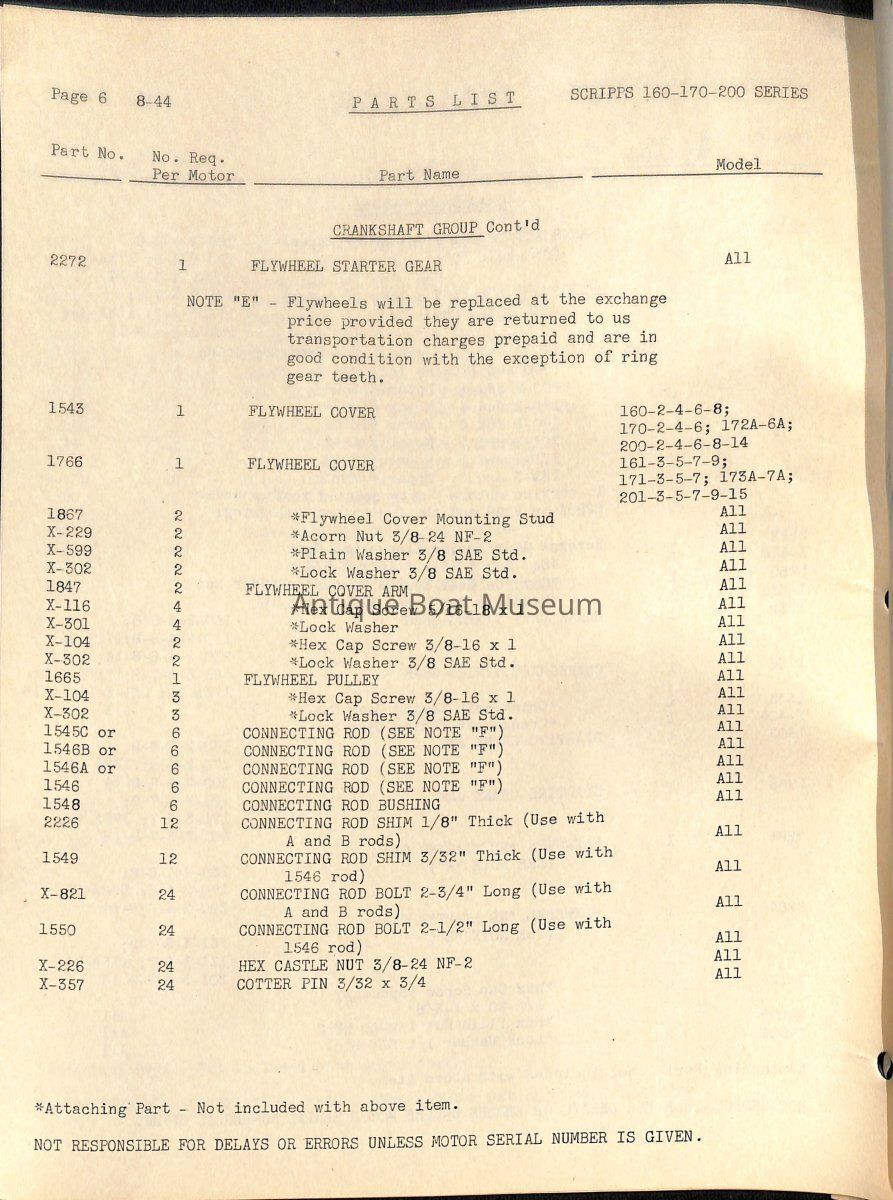 Page 6 8-44 PARTS LIST SCRIPPS 160-170-200 SERIES
Part No. No. Req. Per Motor Part Name Model
CRANKSHAFT GROUP Cont'd
2272 1 FLYWHEEL STARTER GEAR All
NOTE "E" - Flywheels will be replaced at the exchange
price provided they are returned to us
transportation charges prepaid and are in
good condition with the exception of ring
gear teeth.
1543 1 FLYWHEEL COVER 160-2-4-6-8;
170-2-4-6; 172A-6A;
200-2-4-6-8-14
1766 1 FLYWHEEL COVER 161-3-5-7-9;
171-3-5-7; 173A-7A;
201-3-5-7-9-15
1867 2 *Flywheel Cover Mounting Stud All
X-229 2 *Acorn Nut 3/8-24 NF-2 All
X-599 2 *Plain Washer 3/8 SAE Std. All
X-302 2 *Lock Washer 3/8 SAE Std. All
1847 2 FLYWHEEL COVER ARM All
Antique Boat Museum
X-116 4 *Hex Cap Screw 5/16-18 x 1 All
X-301 4 *Lock Washer All
X-104 2 *Hex Cap Screw 3/8-16 x 1 All
X-302 2 *Lock Washer 3/8 SAE Std. All
1665 1 FLYWHEEL PULLEY All
X-104 3 *Hex Cap Screw 3/8-16 x 1 All
X-302 3 *Lock Washer 3/8 SAE Std. All
1545C or 6 CONNECTING ROD (SEE NOTE "F") All
1546B or 6 CONNECTING ROD (SEE NOTE "F") All
1546A or 6 CONNECTING ROD (SEE NOTE "F") All
1546 6 CONNECTING ROD (SEE NOTE "F") All
1548 6 CONNECTING ROD BUSHING All
2226 12 CONNECTING ROD SHIM 1/8" Thick (Use with
A and B rods) All
1549 12 CONNECTING ROD SHIM 3/32" Thick (Use with
1546 rod) All
X-821 24 CONNECTING ROD BOLT 2-3/4" Long (Use with
A and B rods) All
1550 24 CONNECTING ROD BOLT 2-1/2" Long (Use with
1546 rod) All
X-226 24 HEX CASTLE NUT 3/8-24 NF-2 All
X-357 24 COTTER PIN 3/32 x 3/4 All
*Attaching Part - Not included with above item.
NOT RESPONSIBLE FOR DELAYS OR ERRORS UNLESS MOTOR SERIAL NUMBER IS GIVEN.